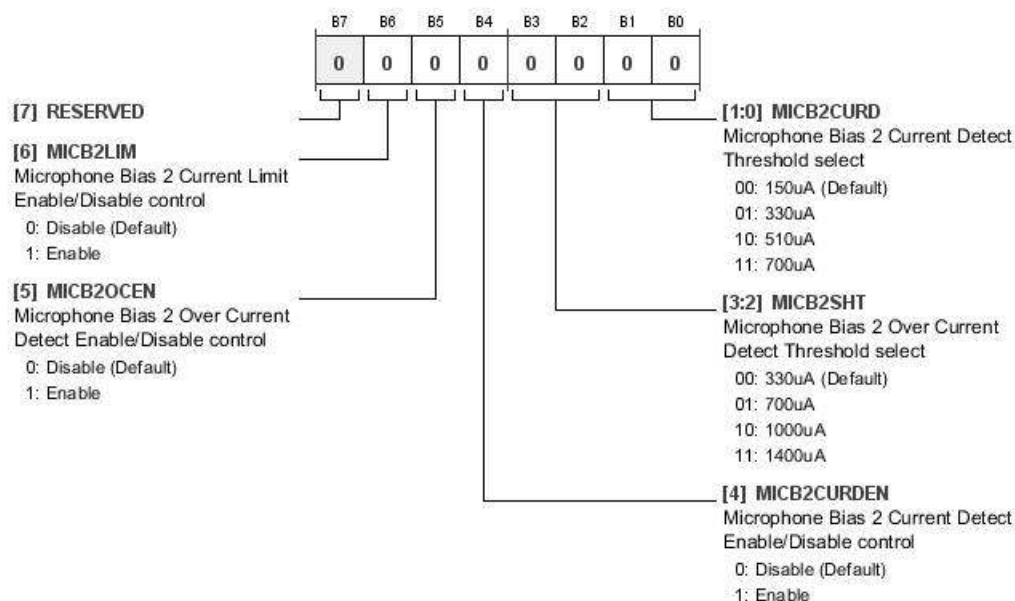 B7 B6 B5 B4 B3 B2 B1 B0
0 0 0 0 0 0 0 0
[7] RESERVED
[6] MICB2LIM
Microphone Bias 2 Current Limit
Enable/Disable control
0: Disable (Default)
1: Enable
[5] MICB2OCEN
Microphone Bias 2 Over Current
Detect Enable/Disable control
0: Disable (Default)
1: Enable
[1:0] MICB2CURD
Microphone Bias 2 Current Detect
Threshold select
00: 150uA (Default)
01: 330uA
10: 510uA
11: 700uA
[3:2] MICB2SHT
Microphone Bias 2 Over Current
Detect Threshold select
00: 330uA (Default)
01: 700uA
10: 1000uA
11: 1400uA
[4] MICB2CURDEN
Microphone Bias 2 Current Detect
Enable/Disable control
0: Disable (Default)
1: Enable